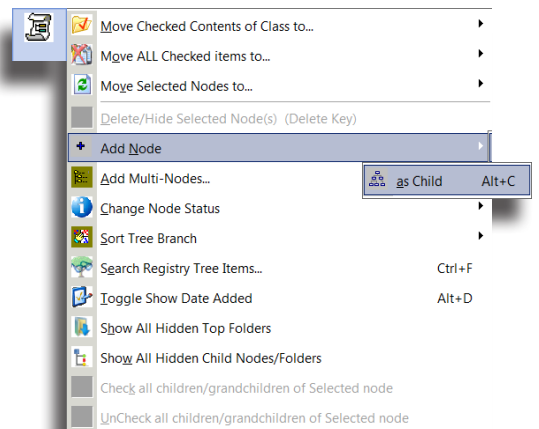 Move Checked Contents of Class to...
Move ALL Checked items to...
Move Selected Nodes to...
Delete/Hide Selected Node(s) (Delete Key)
Add Node
as Child Alt+C
Add Multi-Nodes...
Change Node Status
Sort Tree Branch
Search Registry Tree Items... Ctrl+F
Toggle Show Date Added Alt+D
Show All Hidden Top Folders
Show All Hidden Child Nodes/Folders
Check all children/grandchildren of Selected node
UnCheck all children/grandchildren of Selected node